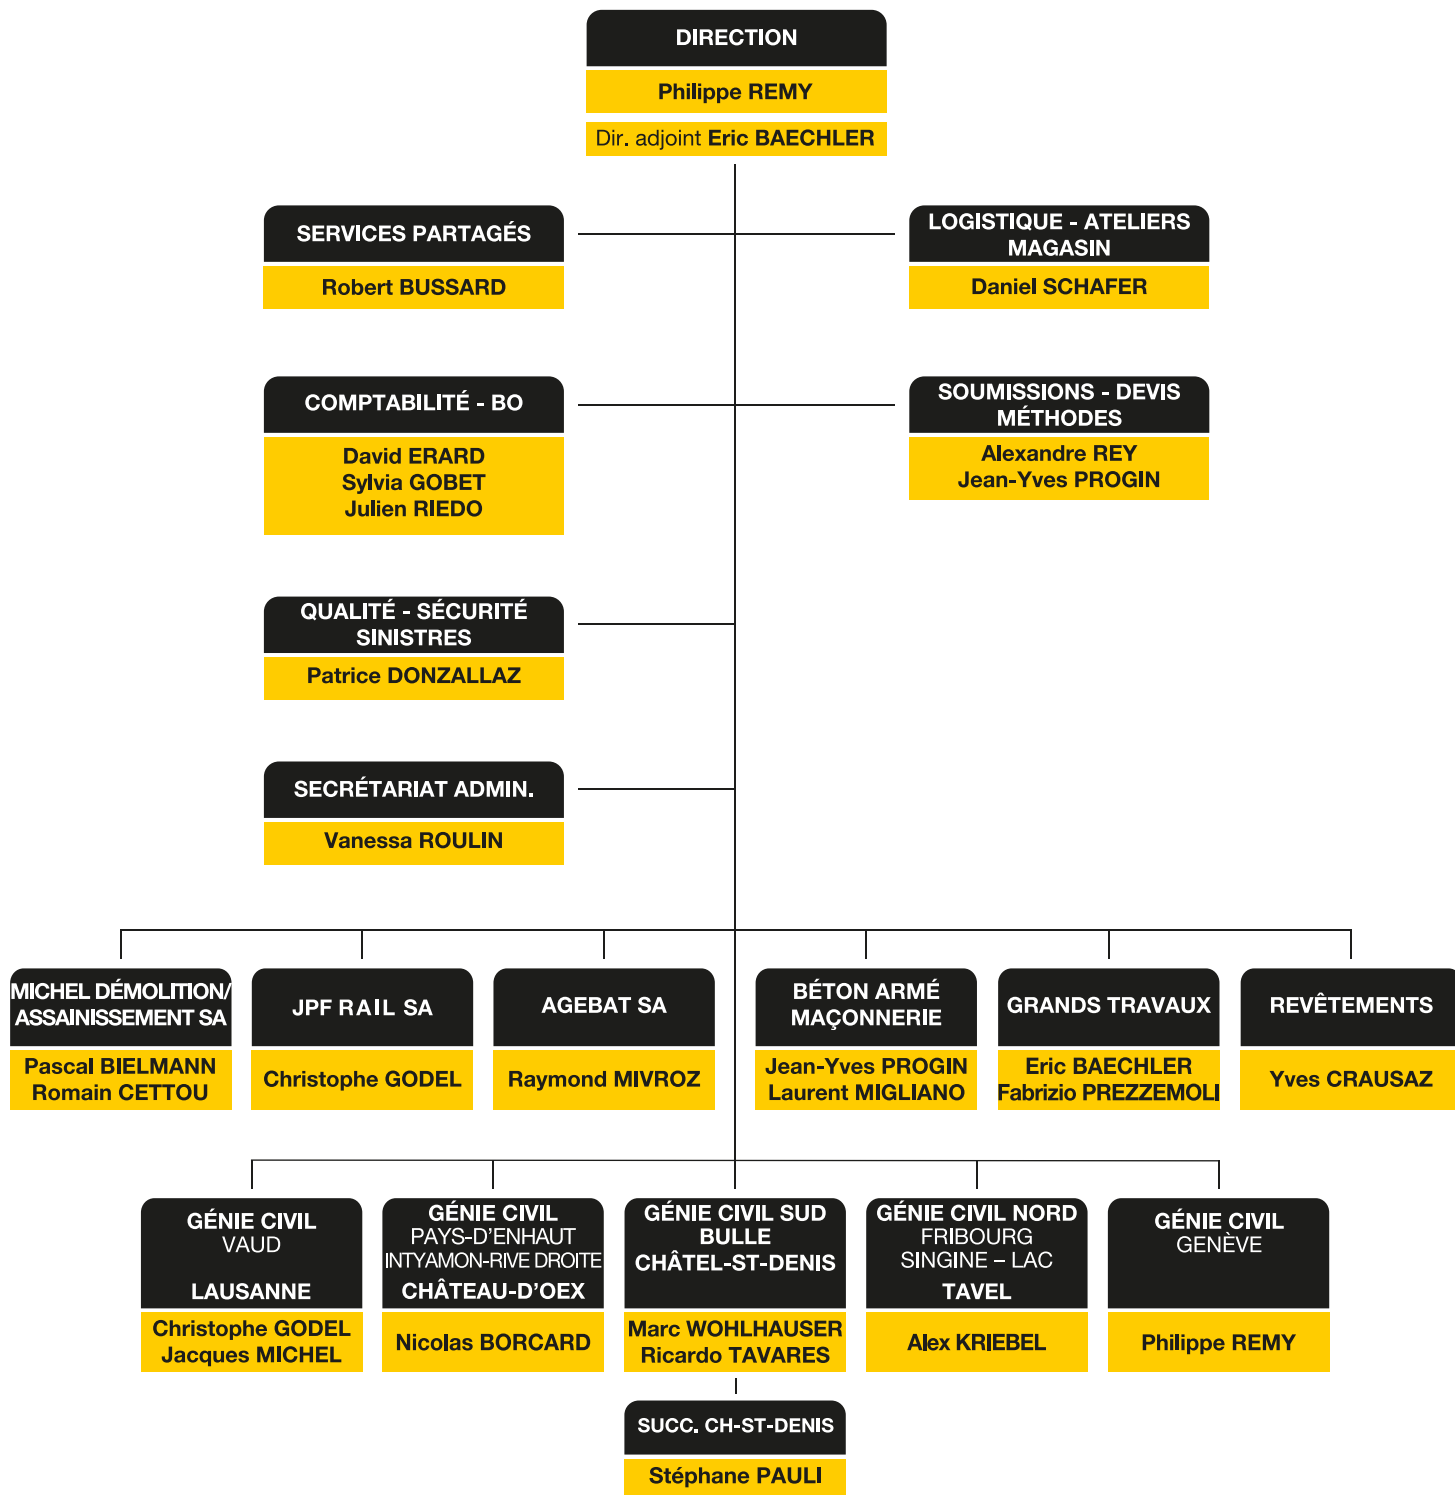 DIRECTION
Philippe REMY
Dir. adjoint Eric BAECHLER
SERVICES PARTAGÉS
Robert BUSSARD
LOGISTIQUE - ATELIERS
MAGASIN
Daniel SCHAFER
COMPTABILITÉ - BO
David ERARD
Sylvia GOBET
Julien RIEDO
SOUMISSIONS - DEVIS
MÉTHODES
Alexandre REY
Jean-Yves PROGIN
QUALITÉ - SÉCURITÉ
SINISTRES
Patrice DONZALLAZ
SECRÉTARIAT ADMIN.
Vanessa ROULIN
MICHEL DÉMOLITION/
ASSAINISSEMENT SA
Pascal BIELMANN
Romain CETTOU
JPF RAIL SA
Christophe GODEL
AGEBAT SA
Raymond MIVROZ
BÉTON ARMÉ
MAÇONNERIE
Jean-Yves PROGIN
Laurent MIGLIANO
GRANDS TRAVAUX
Eric BAECHLER
Fabrizio PREZZEMOLI
REVÊTEMENTS
Yves CRAUSAZ
GÉNIE CIVIL
VAUD
LAUSANNE
Christophe GODEL
Jacques MICHEL
GÉNIE CIVIL
PAYS-D'ENHAUT
INTYAMON-RIVE DROITE
CHÂTEAU-D'OEX
Nicolas BORCARD
GÉNIE CIVIL SUD
BULLE
CHÂTEL-ST-DENIS
Marc WOHLHAUSER
Ricardo TAVARES
GÉNIE CIVIL NORD
FRIBOURG
SINGINE – LAC
TAVEL
Alex KRIEBEL
GÉNIE CIVIL
GENÈVE
Philippe REMY
SUCC. CH-ST-DENIS
Stéphane PAULI